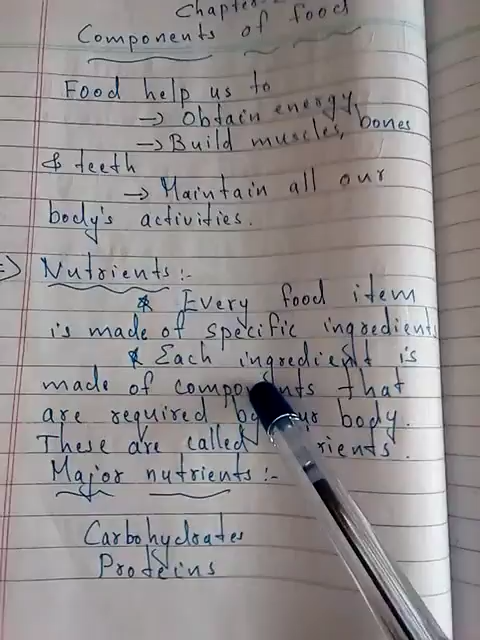 Chapter
Components of food
Food help us to
→ Obtain energy
→ Build muscles, bones
& teeth
→ Maintain all our
body's activities.
=> Nutrients :-
* Every food item
is made of specific ingredients
* Each ingredient is
made of components that
are required our body.
These are called
Major nutrients :-
Carbohydrates
Proteins